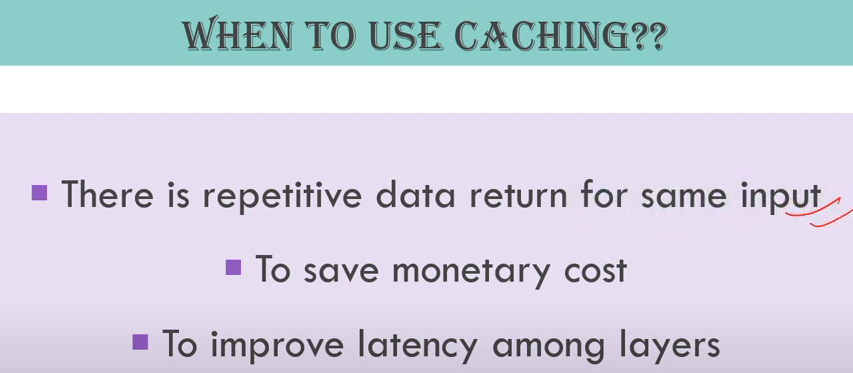 WHEN TO USE CACHING??
There is repetitive data return for same input
To save monetary cost
To improve latency among layers